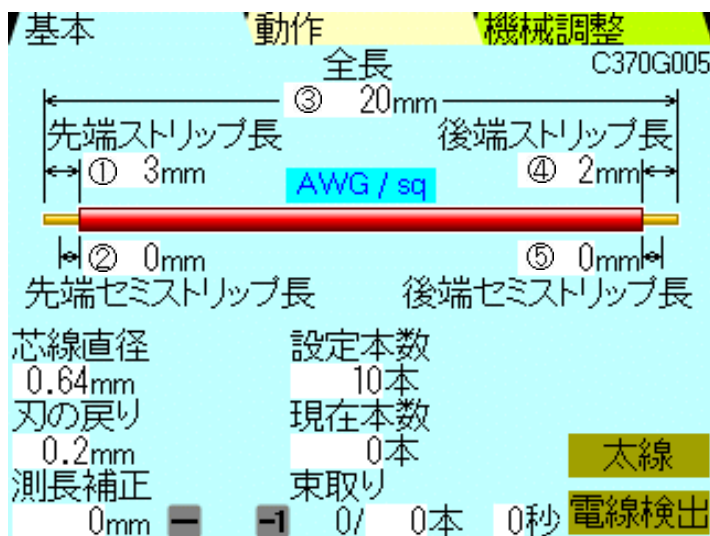 基本 動作 機械調整
全長 C370G005
③ 20mm
先端ストリップ長 後端ストリップ長
① 3mm AWG / sq ④ 2mm
② 0mm ⑤ 0mm
先端セミストリップ長 後端セミストリップ長
芯線直径 設定本数
0.64mm 10本
刃の戻り 現在本数
0.2mm 0本 太線
測長補正 束取り
0mm ー -1 0/ 0本 0秒 電線検出